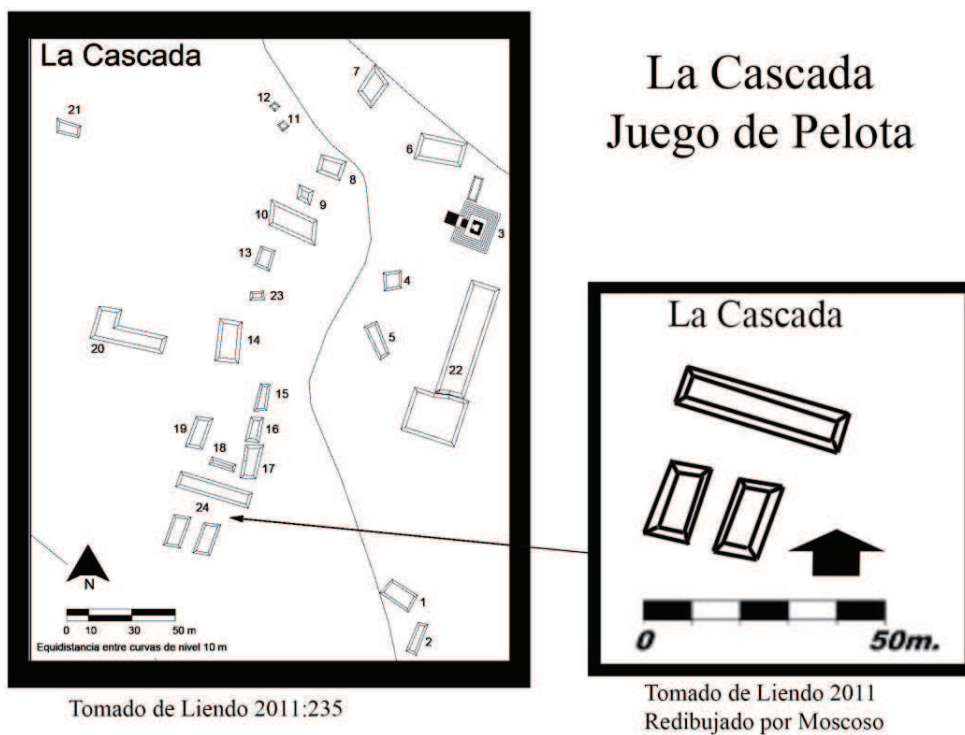 La Cascada
7
12
21
11
6
8
9
10
3
13
4
23
20
14
5
22
15
19
16
18
17
24
1
2
N
0 10 30 50 m
Equidistancia entre curvas de nivel 10 m
Tomado de Liendo 2011:235
La Cascada
Juego de Pelota
La Cascada
0 50m.
Tomado de Liendo 2011
Redibujado por Moscoso